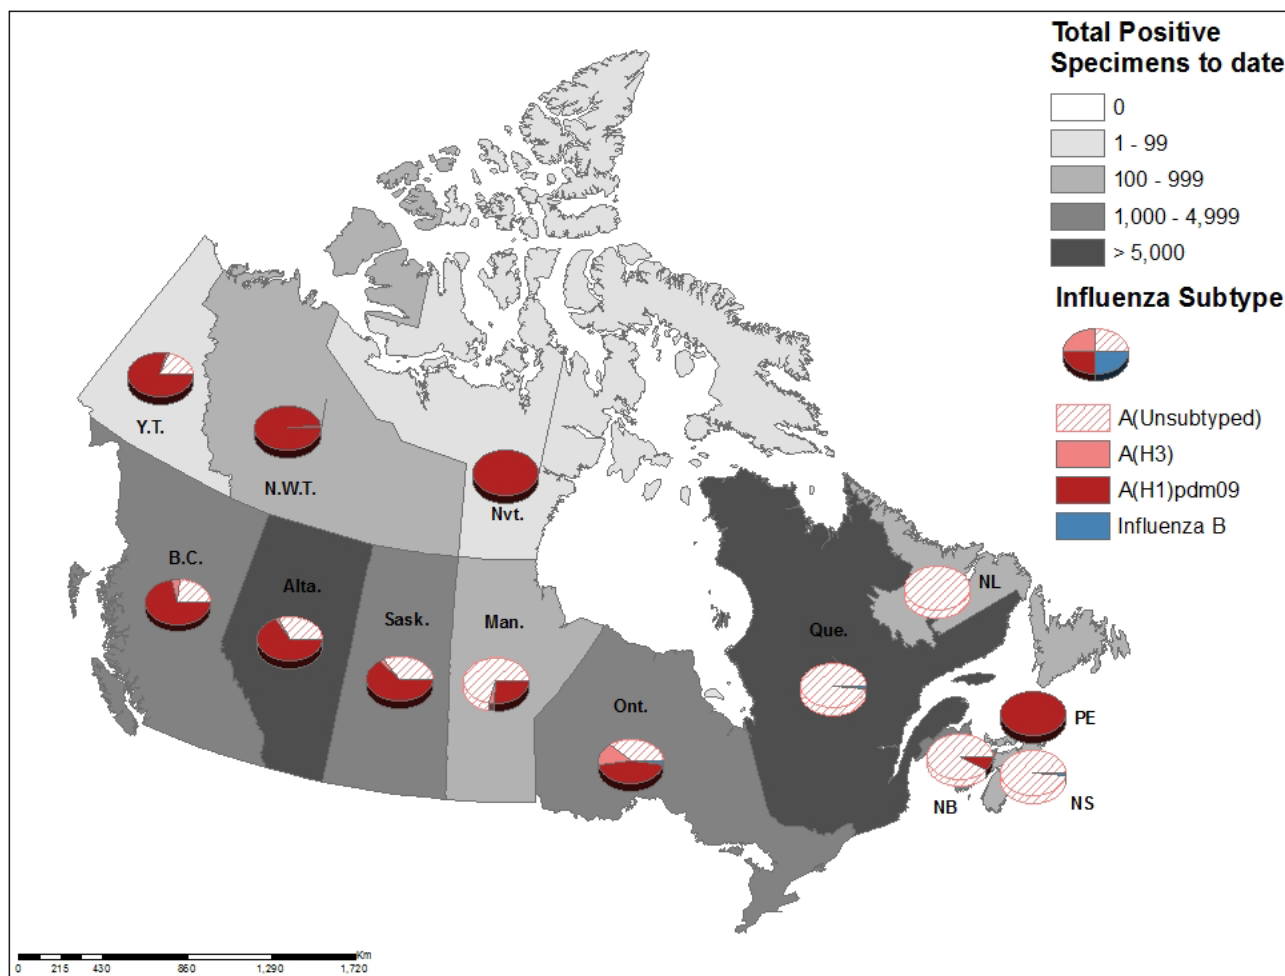 Total Positive
Specimens to date
0
1 - 99
100 - 999
1,000 - 4,999
> 5,000
Influenza Subtype
A(Unsubtyped)
A(H3)
A(H1)pdm09
Influenza B
Y.T.
N.W.T.
Nvt.
B.C.
Alta.
Sask.
Man.
Ont.
Que.
NL
PE
NB
NS
Km
0 215 430 860 1,290 1,720